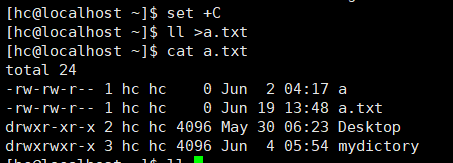 [hc@localhost ~]$ set +C
[hc@localhost ~]$ ll >a.txt
[hc@localhost ~]$ cat a.txt
total 24
-rw-rw-r-- 1 hc hc    0 Jun  2 04:17 a
-rw-rw-r-- 1 hc hc    0 Jun 19 13:48 a.txt
drwxr-xr-x 2 hc hc 4096 May 30 06:23 Desktop
drwxrwxr-x 3 hc hc 4096 Jun  4 05:54 mydictory
[hc@localhost ~]$ ll